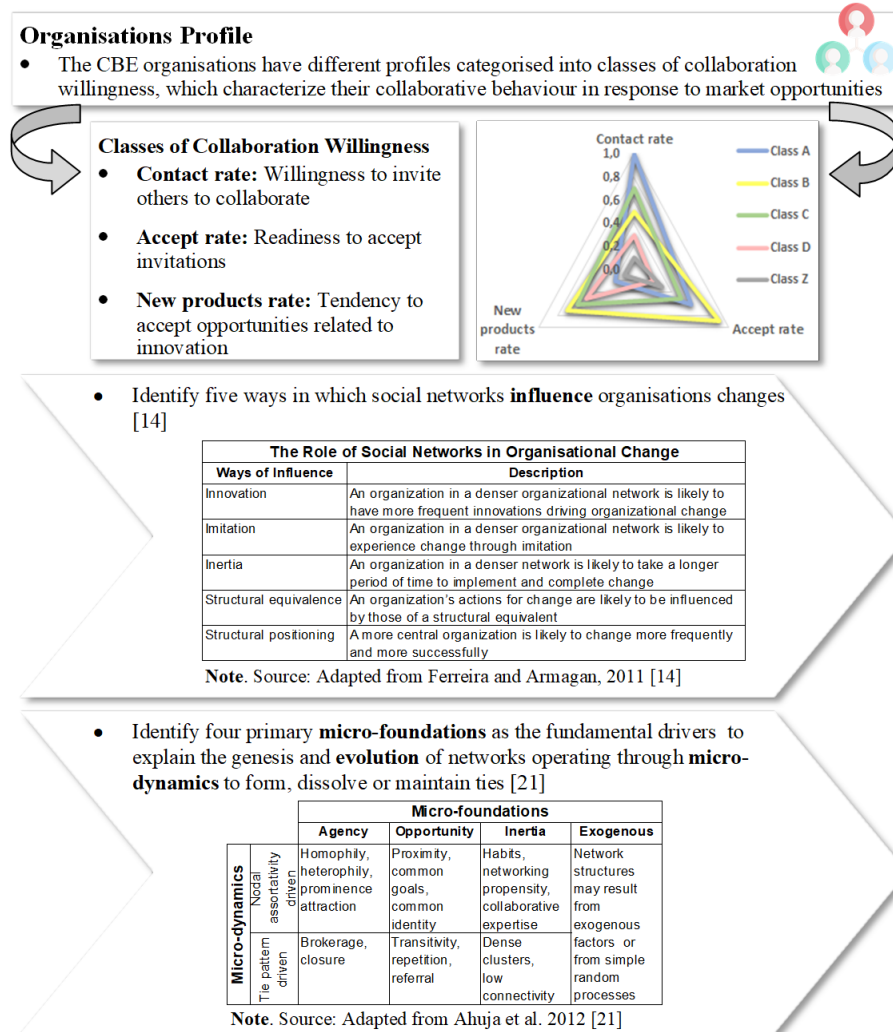 Organisations Profile
• The CBE organisations have different profiles categorised into classes of collaboration
willingness, which characterize their collaborative behaviour in response to market opportunities
Classes of Collaboration Willingness
• Contact rate: Willingness to invite
others to collaborate
• Accept rate: Readiness to accept
invitations
• New products rate: Tendency to
accept opportunities related to
innovation
Contact rate
1,0
0,8
0,6
0,4
0,2
0,0
New
products
rate
Accept rate
Class A
Class B
Class C
Class D
Class Z
• Identify five ways in which social networks influence organisations changes
[14]
The Role of Social Networks in Organisational Change
Ways of Influence Description
Innovation An organization in a denser organizational network is likely to
have more frequent innovations driving organizational change
Imitation An organization in a denser organizational network is likely to
experience change through imitation
Inertia An organization in a denser network is likely to take a longer
period of time to implement and complete change
Structural equivalence An organization's actions for change are likely to be influenced
by those of a structural equivalent
Structural positioning A more central organization is likely to change more frequently
and more successfully
Note. Source: Adapted from Ferreira and Armagan, 2011 [14]
• Identify four primary micro-foundations as the fundamental drivers to
explain the genesis and evolution of networks operating through micro-
dynamics to form, dissolve or maintain ties [21]
Micro-foundations
Agency Opportunity Inertia Exogenous
Micro-dynamics
Nodal
assortativity
driven
Homophily,
heterophily,
prominence
attraction
Proximity,
common
goals,
common
identity
Habits,
networking
propensity,
collaborative
expertise
Network
structures
may result
from
exogenous
factors or
from simple
random
processes
Tie pattern
driven
Brokerage,
closure
Transitivity,
repetition,
referral
Dense
clusters,
low
connectivity
Note. Source: Adapted from Ahuja et al. 2012 [21]